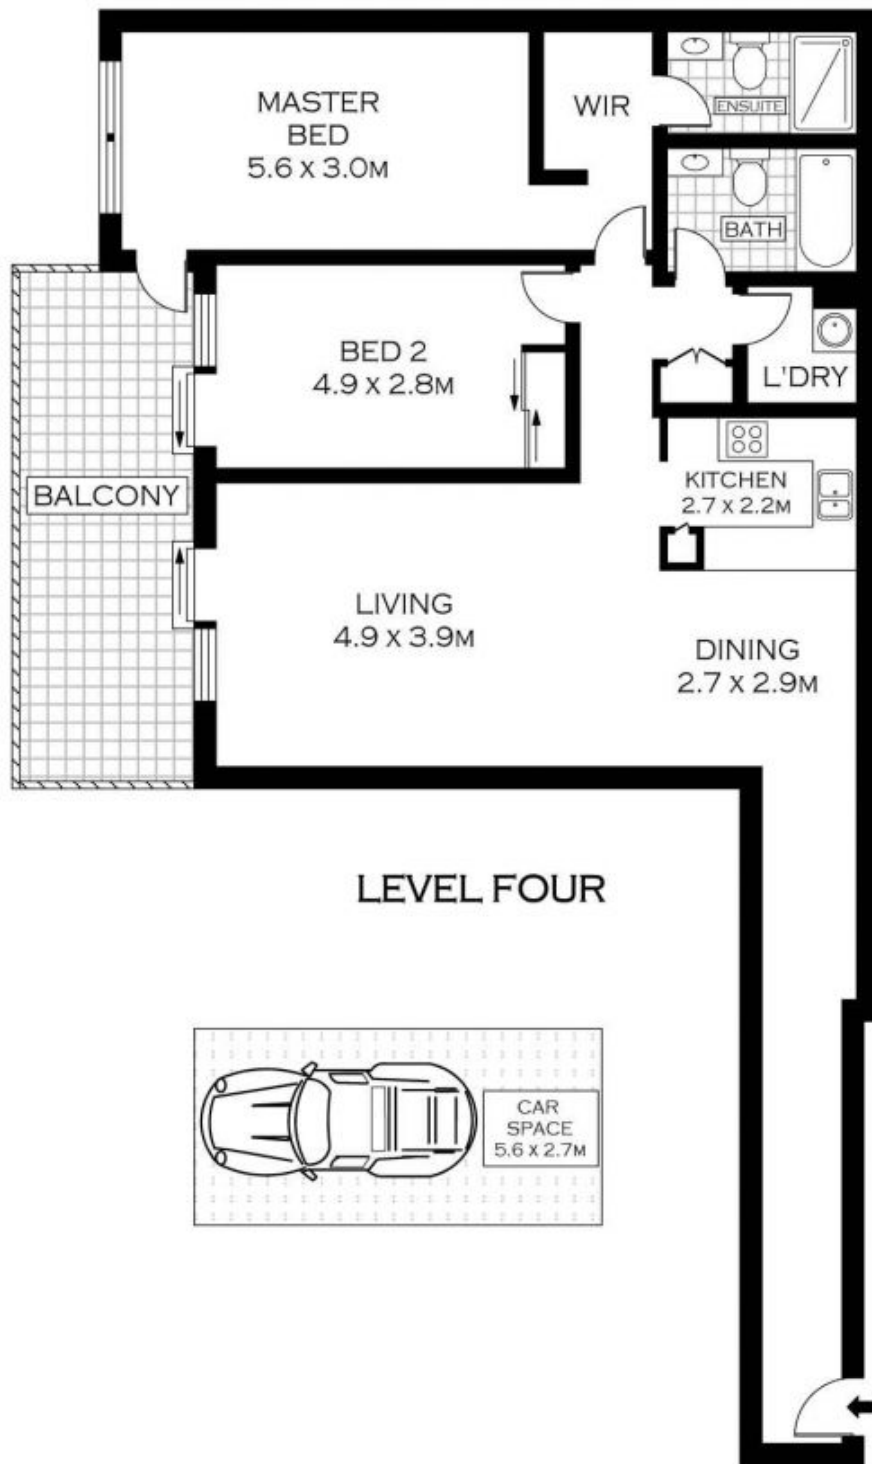 MASTER
BED
5.6 X 3.0M
WIR
ENSUITE
BATH
BED 2
4.9 X 2.8M
L'DRY
BALCONY
KITCHEN
2.7 X 2.2M
LIVING
4.9 X 3.9M
DINING
2.7 X 2.9M
LEVEL FOUR
CAR
SPACE
5.6 X 2.7M